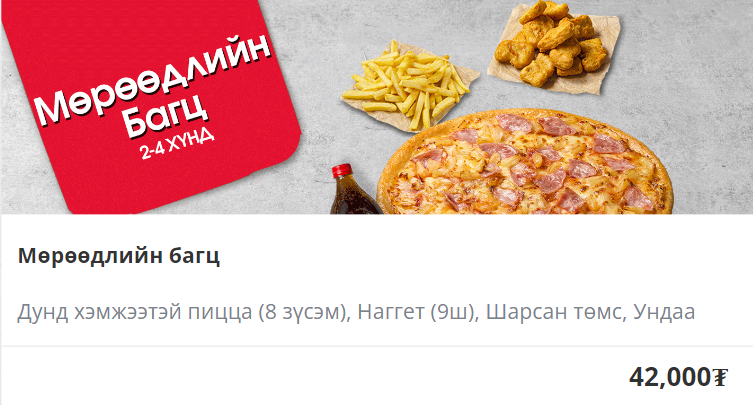 Мөрөөдлийн
Багц
2-4 ХҮНД
Мөрөөдлийн багц
Дунд хэмжээтэй пицца (8 зүсэм), Наггет (9ш), Шарсан төмс, Ундаа
42,000₮